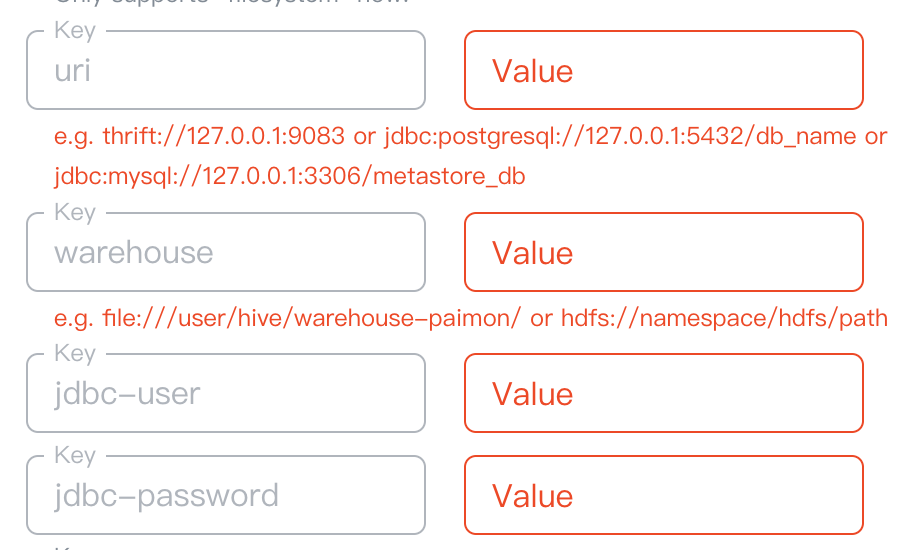 Key
uri
Value
e.g. thrift://127.0.0.1:9083 or jdbc:postgresql://127.0.0.1:5432/db_name or
jdbc:mysql://127.0.0.1:3306/metastore_db
Key
warehouse
Value
e.g. file:///user/hive/warehouse-paimon/ or hdfs://namespace/hdfs/path
Key
jdbc-user
Value
Key
jdbc-password
Value